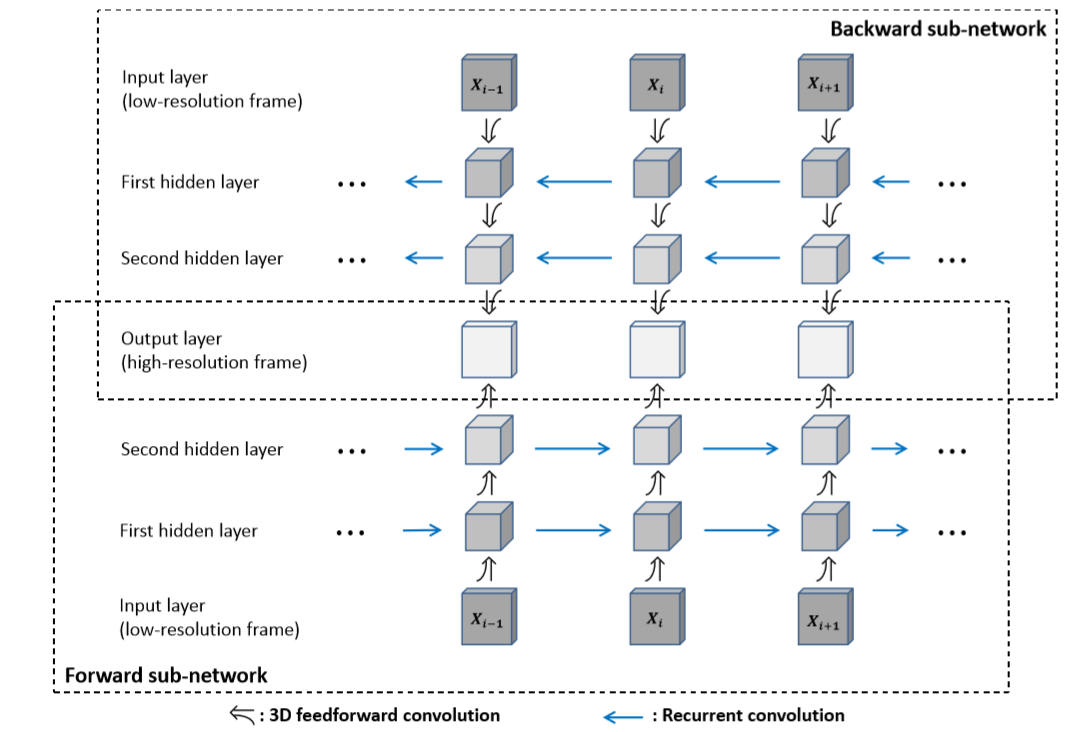 Backward sub-network
Input layer
(low-resolution frame)
X_{i−1} X_i X_{i+1}
First hidden layer ... ...
Second hidden layer ... ...
Output layer
(high-resolution frame)
Second hidden layer ... ...
First hidden layer ... ...
Input layer
(low-resolution frame)
X_{i−1} X_i X_{i+1}
Forward sub-network
: 3D feedforward convolution : Recurrent convolution